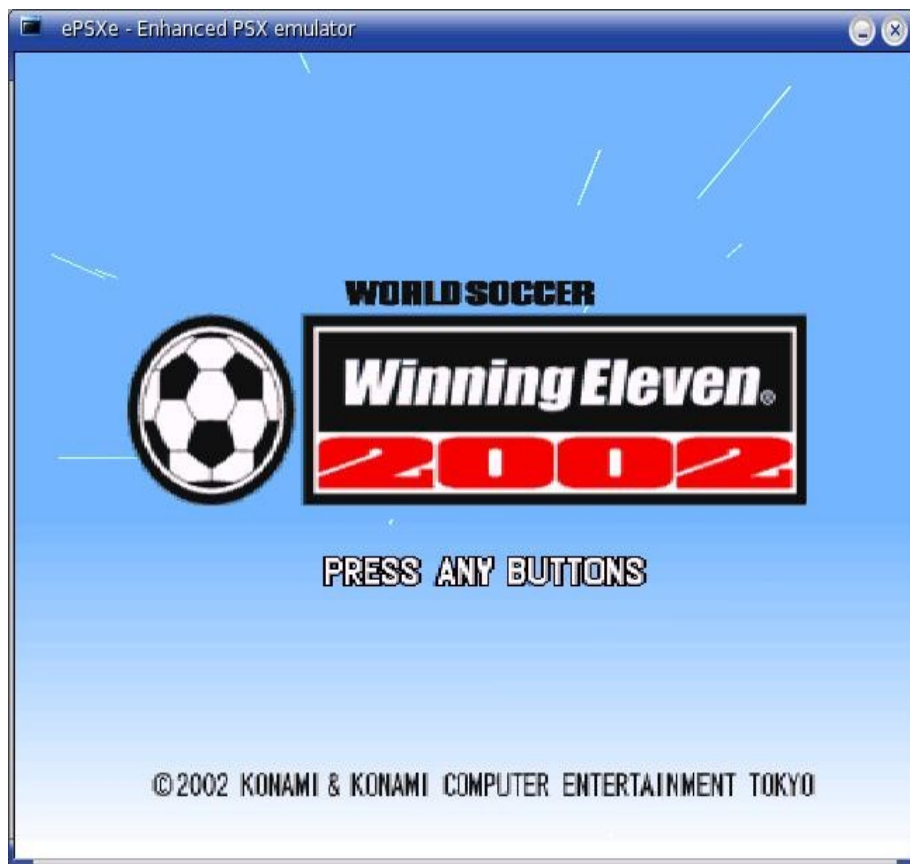 ePSXe - Enhanced PSX emulator
WORLD SOCCER
Winning Eleven®
2002
PRESS ANY BUTTONS
©2002 KONAMI & KONAMI COMPUTER ENTERTAINMENT TOKYO